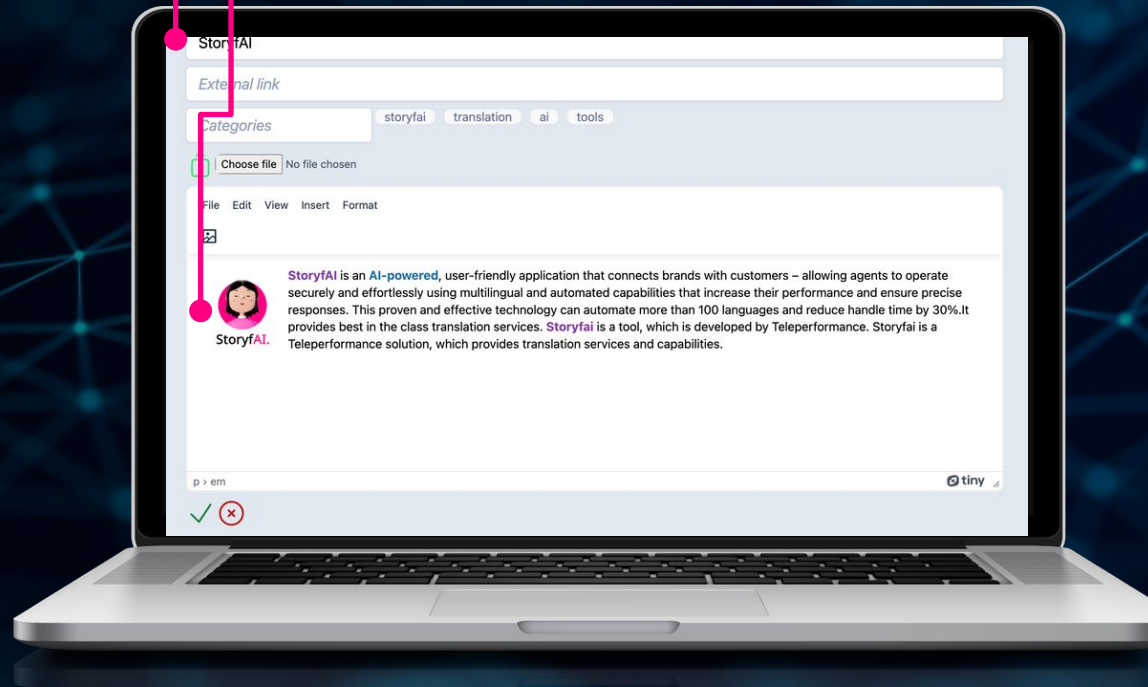 StoryfAI
External link
Categories
storyfai translation ai tools
Choose file No file chosen
File Edit View Insert Format
StoryfAI is an AI-powered, user-friendly application that connects brands with customers – allowing agents to operate
securely and effortlessly using multilingual and automated capabilities that increase their performance and ensure precise
responses. This proven and effective technology can automate more than 100 languages and reduce handle time by 30%.It
provides best in the class translation services. Storyfai is a tool, which is developed by Teleperformance. Storyfai is a
Teleperformance solution, which provides translation services and capabilities.
StoryfAI.
p › em
tiny